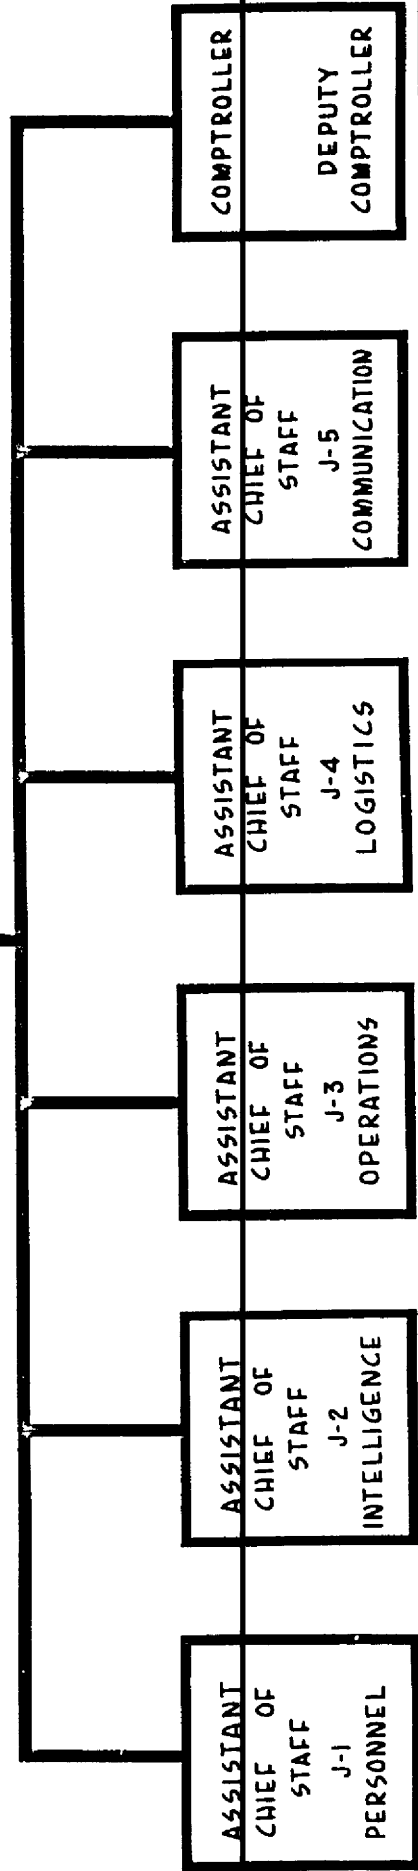 ASSISTANT
CHIEF OF
STAFF
J-1
PERSONNEL
ASSISTANT
CHIEF OF
STAFF
J-2
INTELLIGENCE
ASSISTANT
CHIEF OF
STAFF
J-3
OPERATIONS
ASSISTANT
CHIEF OF
STAFF
J-4
LOGISTICS
ASSISTANT
CHIEF OF
STAFF
J-5
COMMUNICATION
COMPTROLLER
DEPUTY
COMPTROLLER